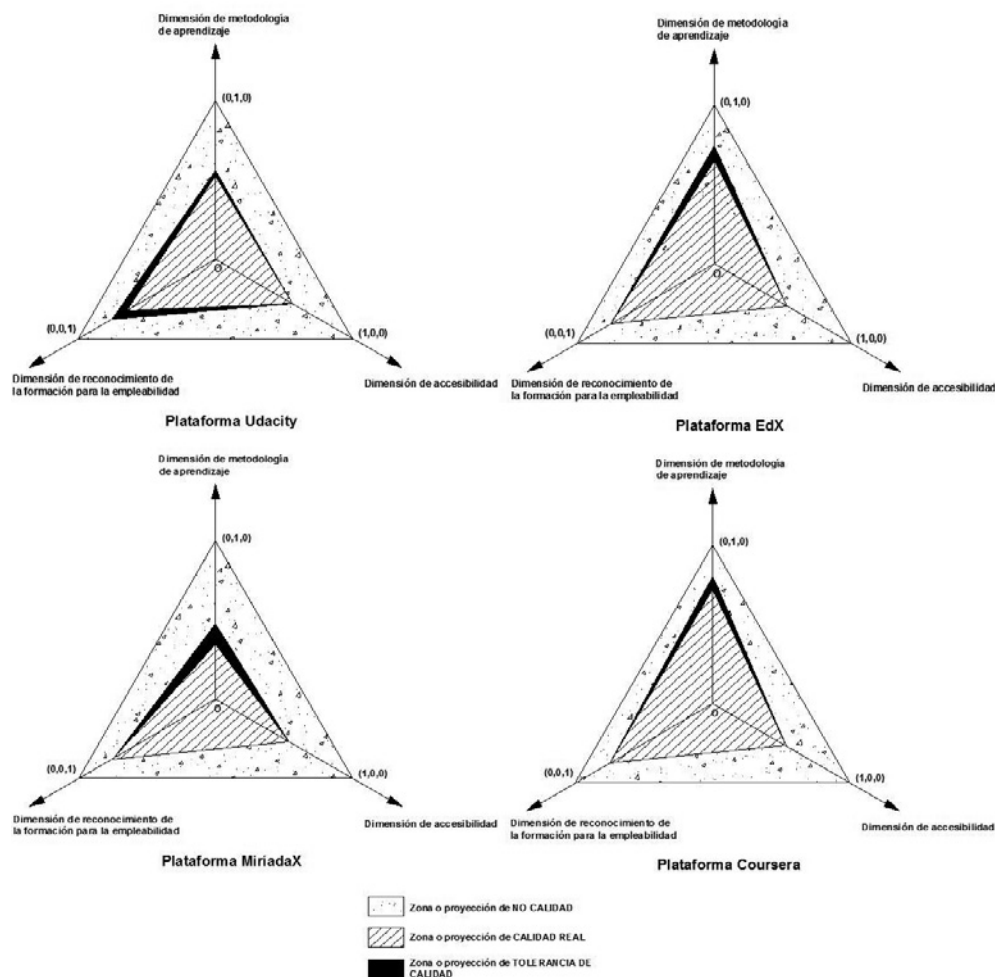 Dimensión de metodología
de aprendizaje
(0,1,0)
O
(0,0,1)
(1,0,0)
Dimensión de reconocimiento de
la formación para la empleabilidad
Dimensión de accesibilidad
Plataforma Udacity
Dimensión de metodología
de aprendizaje
(0,1,0)
O
(0,0,1)
(1,0,0)
Dimensión de reconocimiento de
la formación para la empleabilidad
Dimensión de accesibilidad
Plataforma EdX
Dimensión de metodología
de aprendizaje
(0,1,0)
O
(0,0,1)
(1,0,0)
Dimensión de reconocimiento de
la formación para la empleabilidad
Dimensión de accesibilidad
Plataforma MiriadaX
Dimensión de metodología
de aprendizaje
(0,1,0)
O
(0,0,1)
(1,0,0)
Dimensión de reconocimiento de
la formación para la empleabilidad
Dimensión de accesibilidad
Plataforma Coursera
Zona o proyección de NO CALIDAD
Zona o proyección de CALIDAD REAL
Zona o proyección de TOLERANCIA DE
CALIDAD